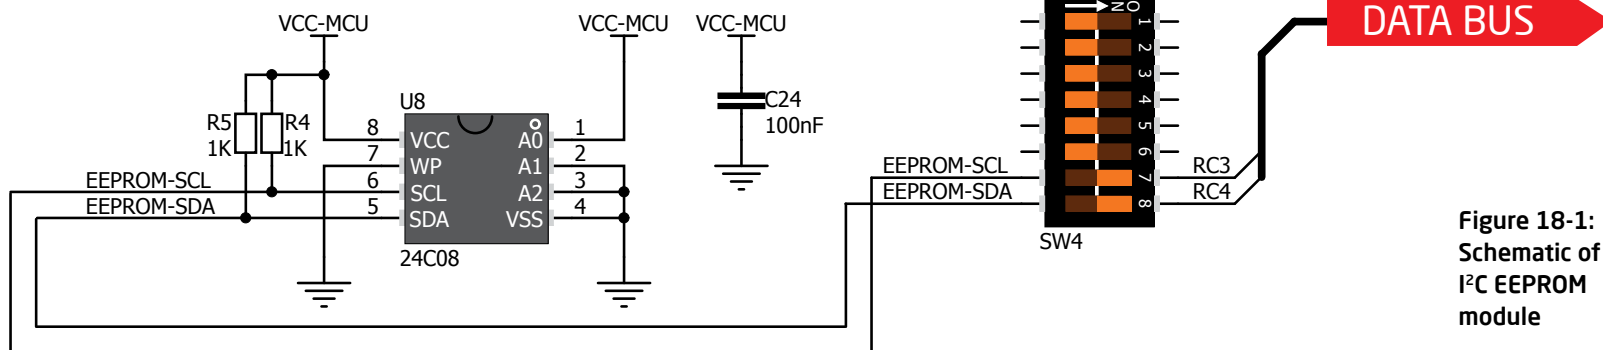 VCC-MCU
VCC-MCU
VCC-MCU
O
N
DATA BUS
1
2
3
4
5
6
7
8
R5
1K
R4
1K
U8
8
7
6
5
VCC
WP
SCL
SDA
A0
A1
A2
VSS
1
2
3
4
24C08
C24
100nF
EEPROM-SCL
EEPROM-SDA
EEPROM-SCL
EEPROM-SDA
RC3
RC4
SW4
Figure 18-1:
Schematic of
I²C EEPROM
module